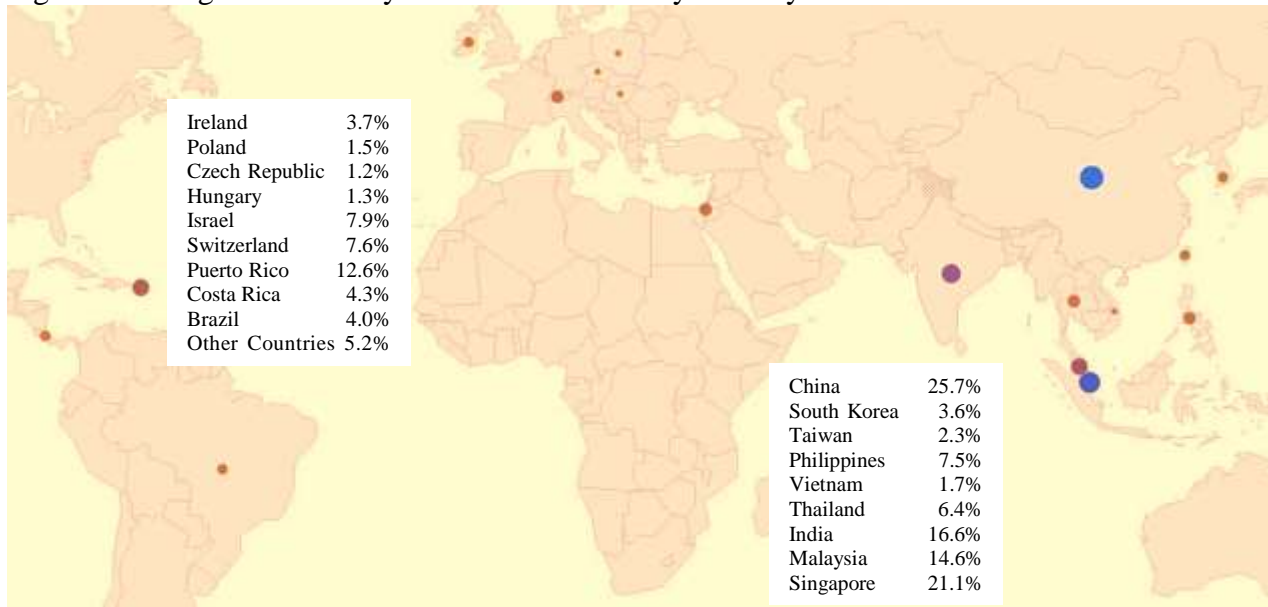 Ireland 3.7%
Poland 1.5%
Czech Republic 1.2%
Hungary 1.3%
Israel 7.9%
Switzerland 7.6%
Puerto Rico 12.6%
Costa Rica 4.3%
Brazil 4.0%
Other Countries 5.2%
China 25.7%
South Korea 3.6%
Taiwan 2.3%
Philippines 7.5%
Vietnam 1.7%
Thailand 6.4%
India 16.6%
Malaysia 14.6%
Singapore 21.1%